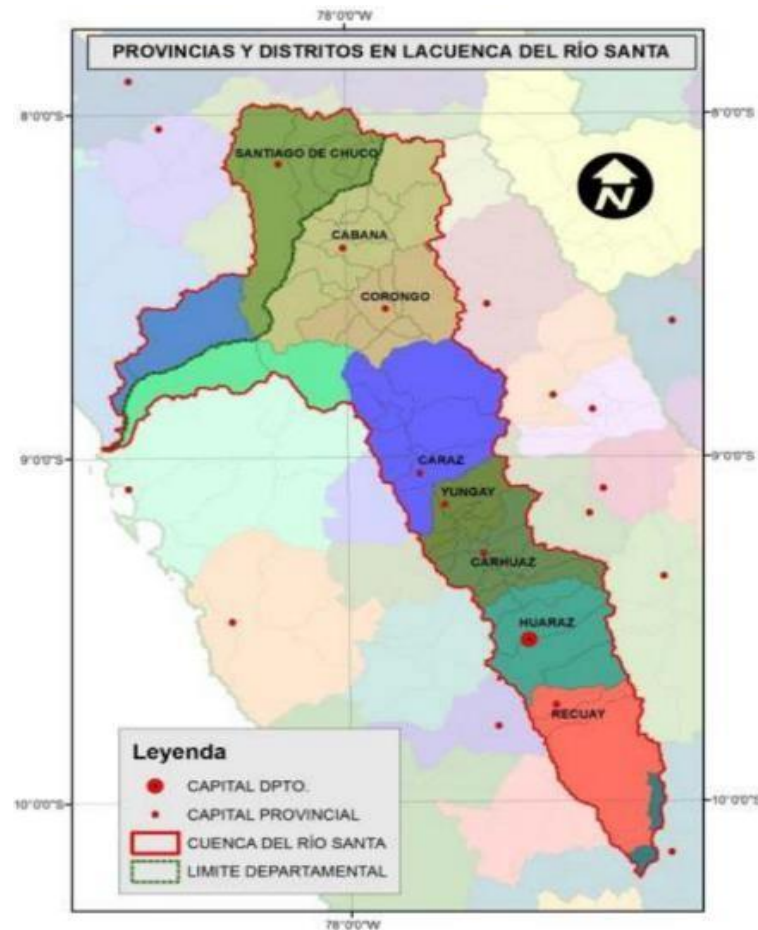 78°0'0"W
PROVINCIAS Y DISTRITOS EN LACUENCA DEL RÍO SANTA
8°0'0"S
8°0'0"S
N
SANTIAGO DE CHUCO
CABANA
CORONGO
9°0'0"S
9°0'0"S
CARAZ
YUNGAY
CARHUAZ
HUARAZ
RECUAY
Leyenda
CAPITAL DPTO.
CAPITAL PROVINCIAL
CUENCA DEL RÍO SANTA
LIMITE DEPARTAMENTAL
10°0'0"S
10°0'0"S
78°0'0"W